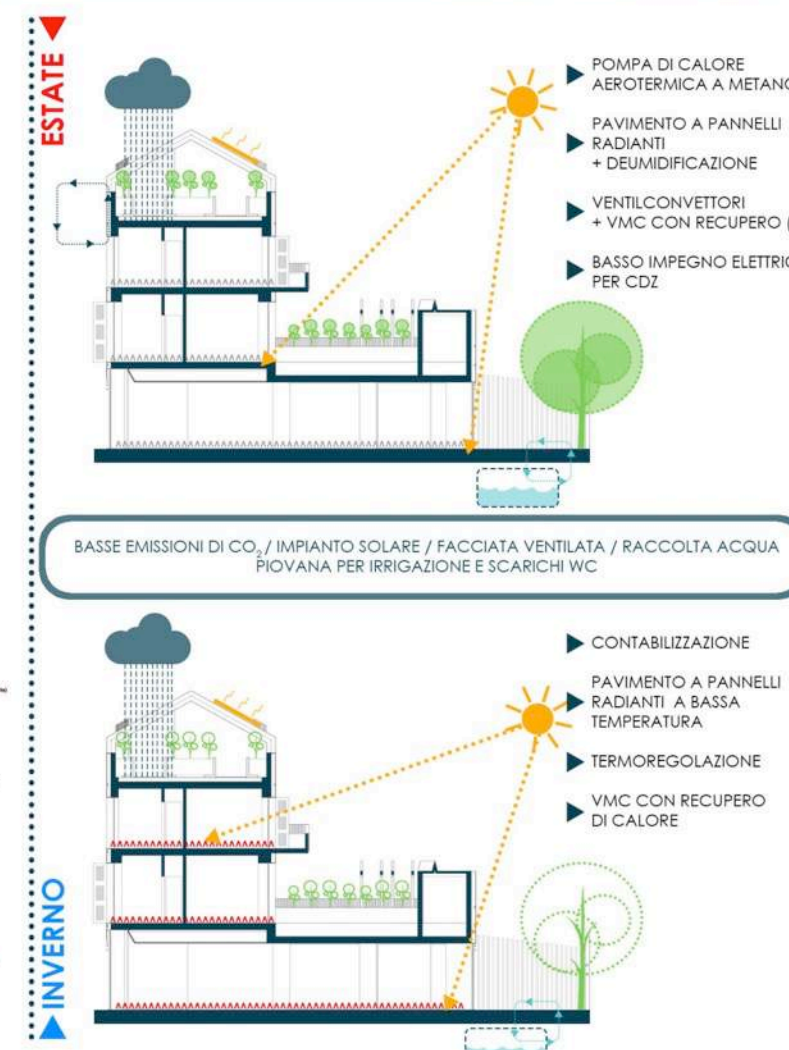 ESTATE
POMPA DI CALORE
AEROTERMICA A METANO
PAVIMENTO A PANNELLI
RADIANTI
+ DEUMIDIFICAZIONE
VENTILCONVETTORI
+ VMC CON RECUPERO (
BASSO IMPEGNO ELETTRIC
PER CDZ
BASSE EMISSIONI DI CO₂ / IMPIANTO SOLARE / FACCIATA VENTILATA / RACCOLTA ACQUA
PIOVANA PER IRRIGAZIONE E SCARICHI WC
CONTABILIZZAZIONE
PAVIMENTO A PANNELLI
RADIANTI A BASSA
TEMPERATURA
TERMOREGOLAZIONE
VMC CON RECUPERO
DI CALORE
INVERNO